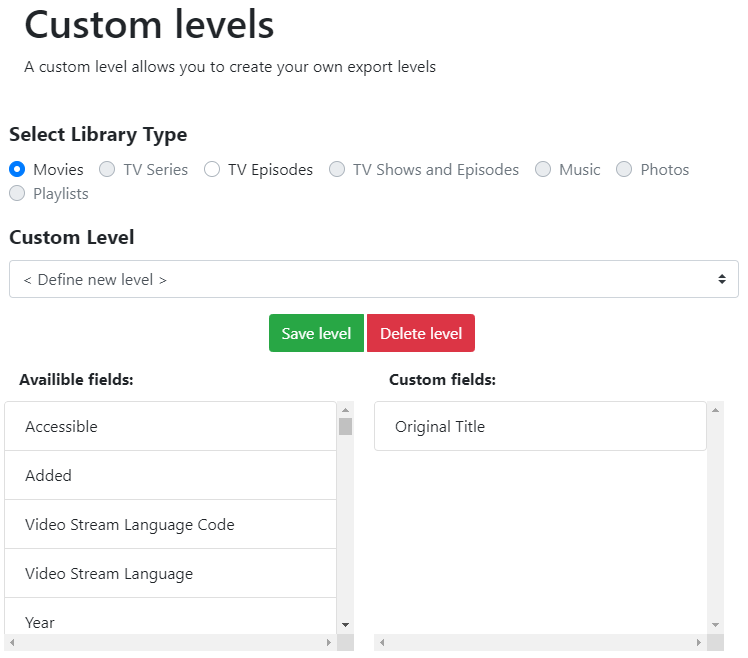 Custom levels
A custom level allows you to create your own export levels
Select Library Type
Movies TV Series TV Episodes TV Shows and Episodes Music Photos
Playlists
Custom Level
< Define new level >
Save level Delete level
Availible fields: Custom fields:
Accessible Original Title
Added
Video Stream Language Code
Video Stream Language
Year